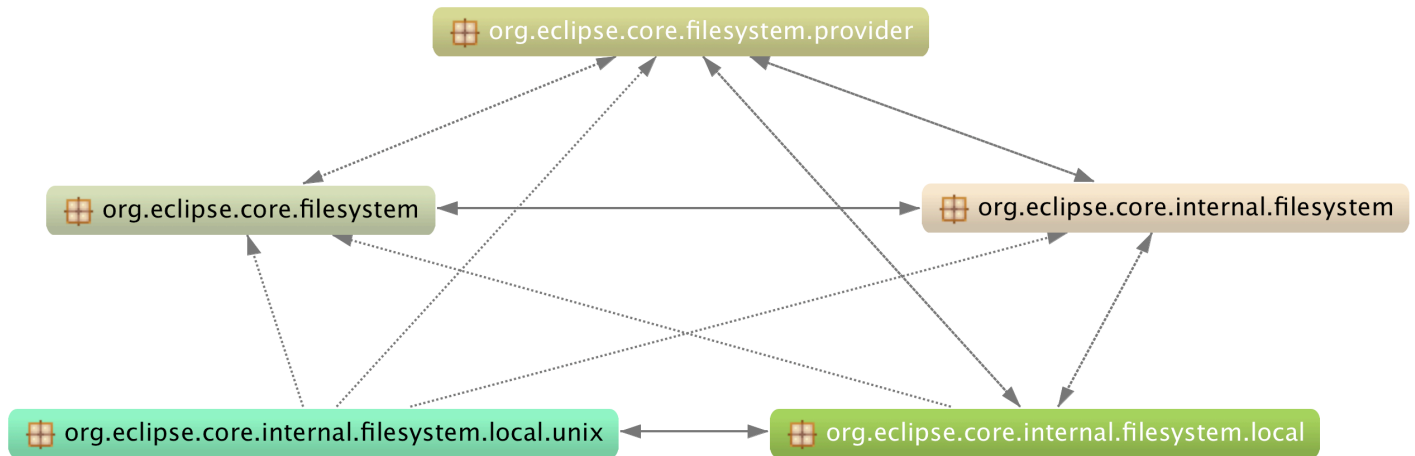 org.eclipse.core.filesystem.provider
org.eclipse.core.filesystem
org.eclipse.core.internal.filesystem
org.eclipse.core.internal.filesystem.local.unix
org.eclipse.core.internal.filesystem.local